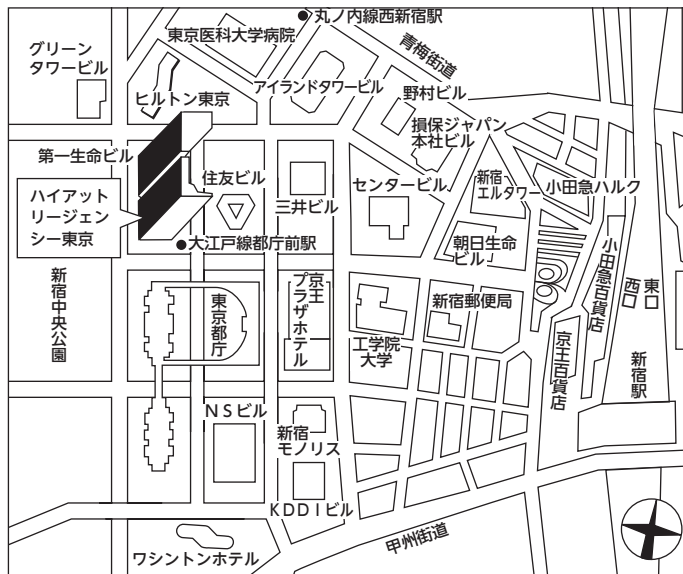 丸ノ内線西新宿駅
東京医科大学病院
グリーン
タワービル
青梅街道
ヒルトン東京
アイランドタワービル
野村ビル
損保ジャパン
本社ビル
第一生命ビル
住友ビル
三井ビル
センタービル
新宿
エルタワー
小田急ハルク
ハイアット
リージェン
シー東京
大江戸線都庁前駅
朝日生命
ビル
小田急百貨店
東口
西口
新宿中央公園
東京都庁
京王
プラザホテル
新宿郵便局
工学院
大学
京王百貨店
新宿駅
NSビル
新宿
モノリス
KDDIビル
甲州街道
ワシントンホテル